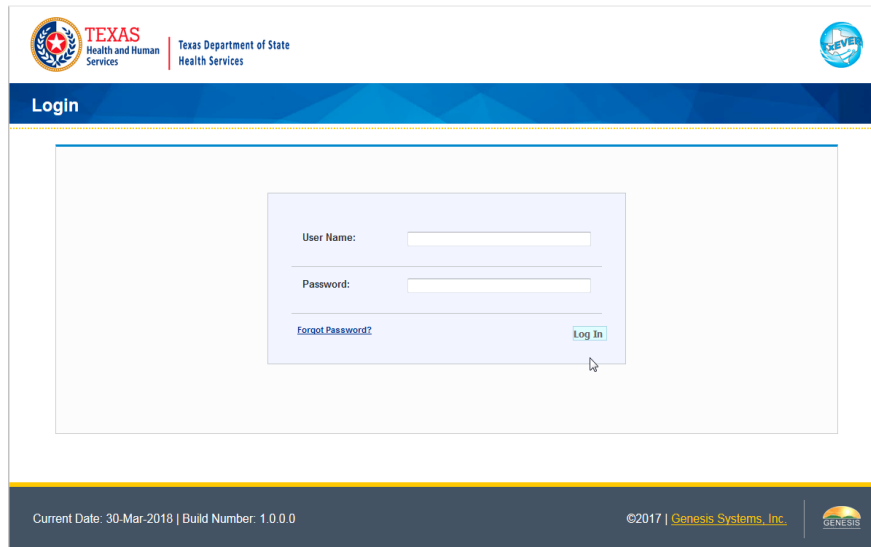 TEXAS
Health and Human
Services
Texas Department of State
Health Services
TxEVER
Login
User Name:
Password:
Forgot Password?
Log In
Current Date: 30-Mar-2018 | Build Number: 1.0.0.0
©2017 | Genesis Systems, Inc.
GENESIS